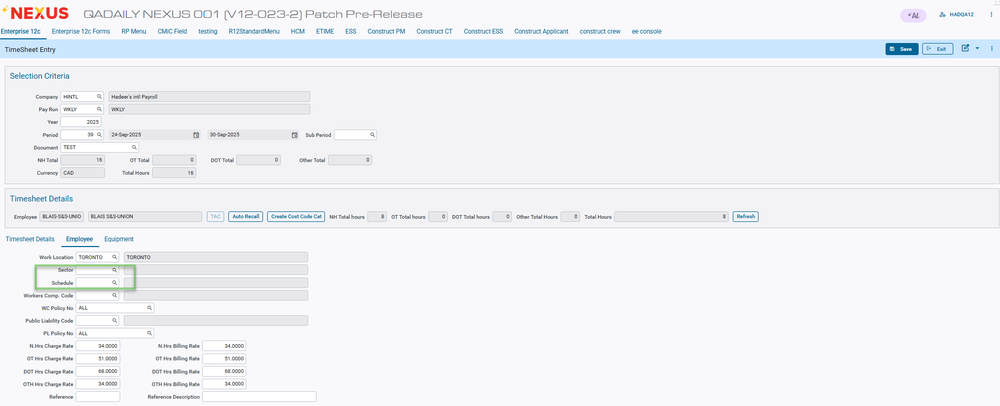 NEXUS QADAILY NEXUS 001 (V12-023-2) Patch Pre-Release AI HADQA12
Enterprise 12c Enterprise 12c Forms RP Menu CMiC Field testing R12StandardMenu HCM ETIME ESS Construct PM Construct CT Construct ESS Construct Applicant construct crew ee console
TimeSheet Entry Save Exit
Selection Criteria
Company HINTL Hadeer's intl Payroll
Pay Run WKLY WKLY
Year 2025
Period 39 24-Sep-2025 30-Sep-2025 Sub Period
Document TEST
NH Total 16 OT Total 0 DOT Total 0 Other Total 0
Currency CAD Total Hours 16
Timesheet Details
Employee BLAIS-S&S-UNIO BLAIS S&S-UNION TAC Auto Recall Create Cost Code Cat NH Total hours 8 OT Total hours 0 DOT Total hours 0 Other Total Hours 0 Total Hours 8 Refresh
Timesheet Details Employee Equipment
Work Location TORONTO TORONTO
Sector
Schedule
Workers Comp. Code
WC Policy No ALL
Public Liability Code
PL Policy No ALL
N.Hrs Charge Rate 34.0000 N.Hrs Billing Rate 34.0000
OT Hrs Charge Rate 51.0000 OT Hrs Billing Rate 51.0000
DOT Hrs Charge Rate 68.0000 DOT Hrs Billing Rate 68.0000
OTH Hrs Charge Rate 34.0000 OTH Hrs Billing Rate 34.0000
Reference Reference Description